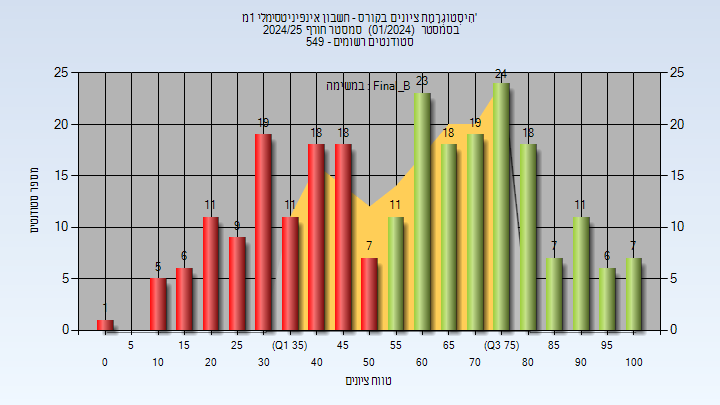 היסטוגרמת ציונים בקורס - חשבון אינפיניטסימלי 1מ'
בסמסטר (01/2024) סמסטר חורף 2024/25
סטודנטים רשומים - 549
במשימה : Final_B
מספר סטודנטים
25 25
20 20
15 15
10 10
5 5
0 0
1 5 6 11 9 19 11 18 18 7 11 23 18 19 24 18 7 11 6 7
5 15 25 (Q1 35) 45 55 65 (Q3 75) 85 95
0 10 20 30 40 50 60 70 80 90 100
טווח ציונים